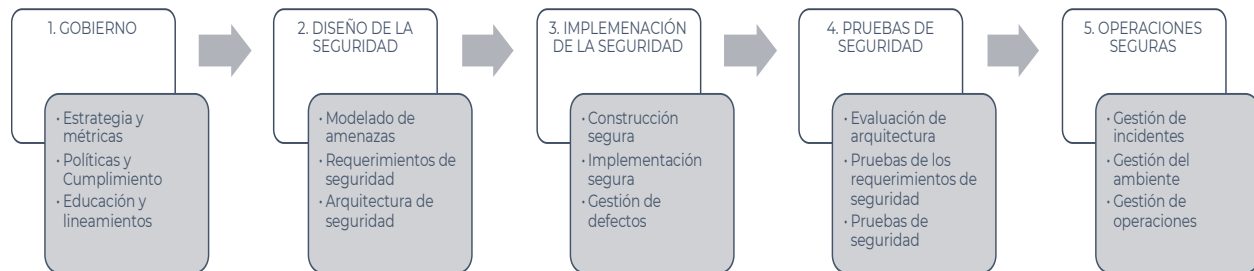 1. GOBIERNO
· Estrategia y
métricas
· Políticas y
Cumplimiento
· Educación y
lineamientos
2. DISEÑO DE LA
SEGURIDAD
· Modelado de
amenazas
· Requerimientos de
seguridad
· Arquitectura de
seguridad
3. IMPLEMENACIÓN
DE LA SEGURIDAD
· Construcción
segura
· Implementación
segura
· Gestión de
defectos
4. PRUEBAS DE
SEGURIDAD
· Evaluación de
arquitectura
· Pruebas de los
requerimientos de
seguridad
· Pruebas de
seguridad
5. OPERACIONES
SEGURAS
· Gestión de
incidentes
· Gestión del
ambiente
· Gestión de
operaciones